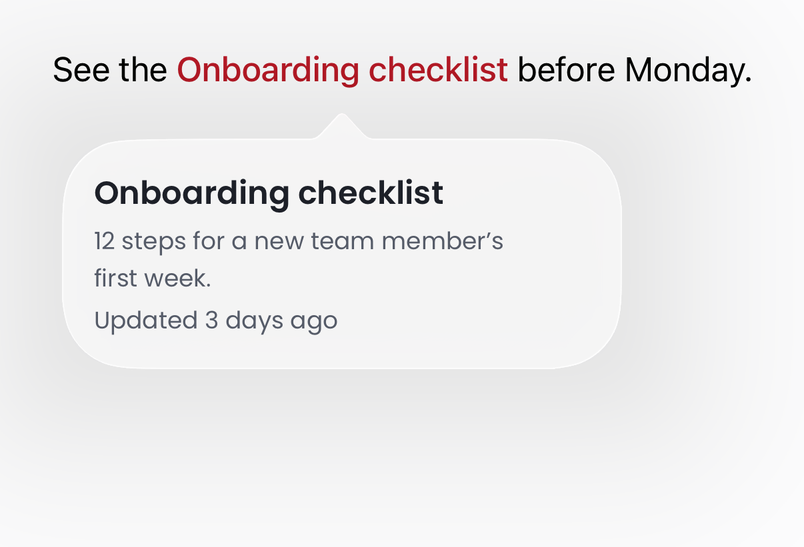 See the Onboarding checklist before Monday.
Onboarding checklist
12 steps for a new team member’s
first week.
Updated 3 days ago